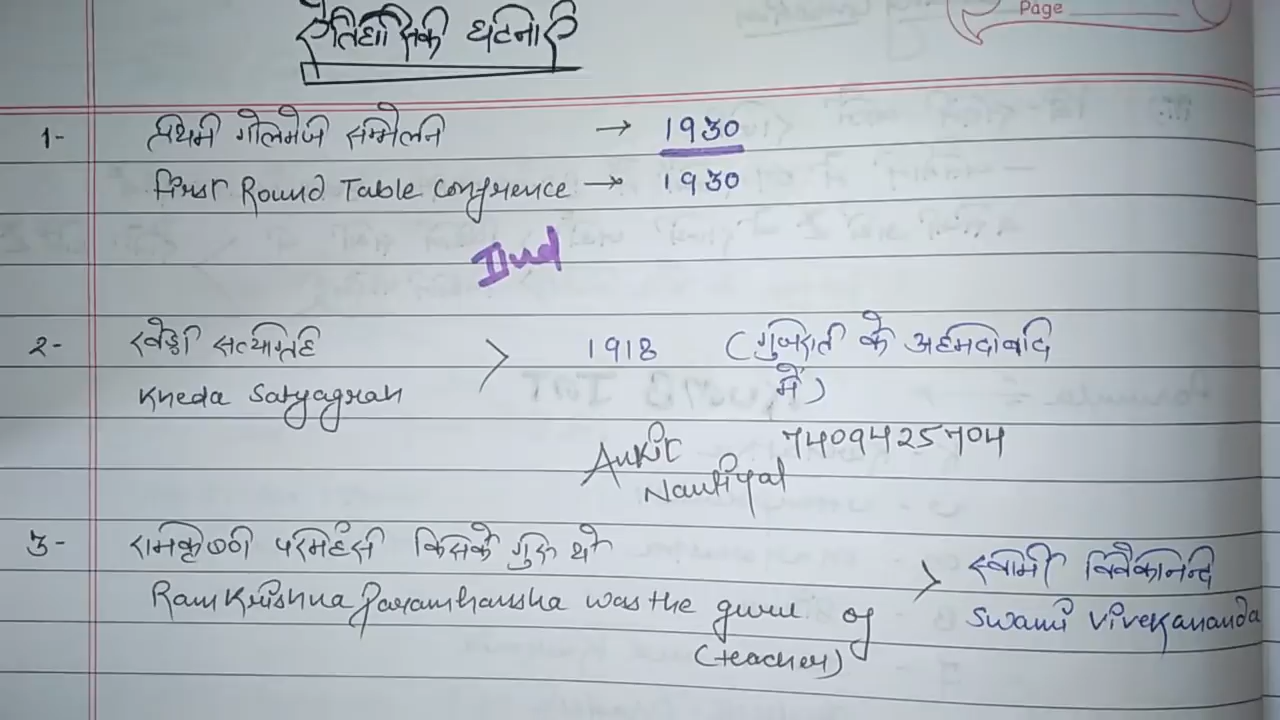 ऐतिहासिक घटनाएं
Page
1- प्रथम गोलमेज सम्मेलन → 1930
First Round Table Conference → 1930
IInd
2- खेड़ा सत्याग्रह > 1918 (गुजरात के अहमदाबाद
Kheda Satyagrah में)
Ankit 7409425704
Nautiyal
3- रामकृष्ण परमहंस किसके गुरु थे > स्वामी विवेकानन्द
Ramkrishna Paramhansha was the guru of Swami Vivekananda
(teacher)